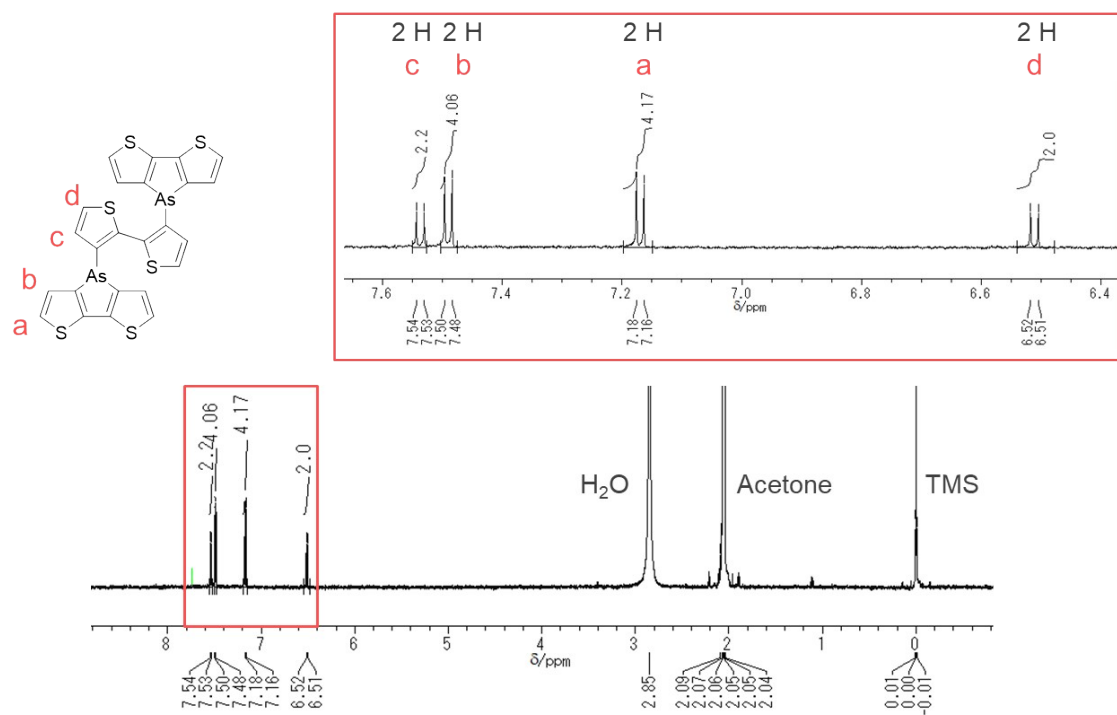 2 H 2 H 2 H 2 H
c b a d
2.2 4.06 4.17 2.0
7.6 7.4 7.2 7.0 6.8 6.6 6.4
δ/ppm
7.54 7.53 7.50 7.48 7.18 7.16 6.52 6.51
S S
As
d S
c
S As
b
a S S
2.2 4.06 4.17 2.0
H2O Acetone TMS
8 7 6 5 4 3 2 1 0
δ/ppm
7.54 7.53 7.50 7.48 7.18 7.16 6.52 6.51 2.85 2.09 2.07 2.06 2.05 2.05 2.04 0.01 0.00 -0.01